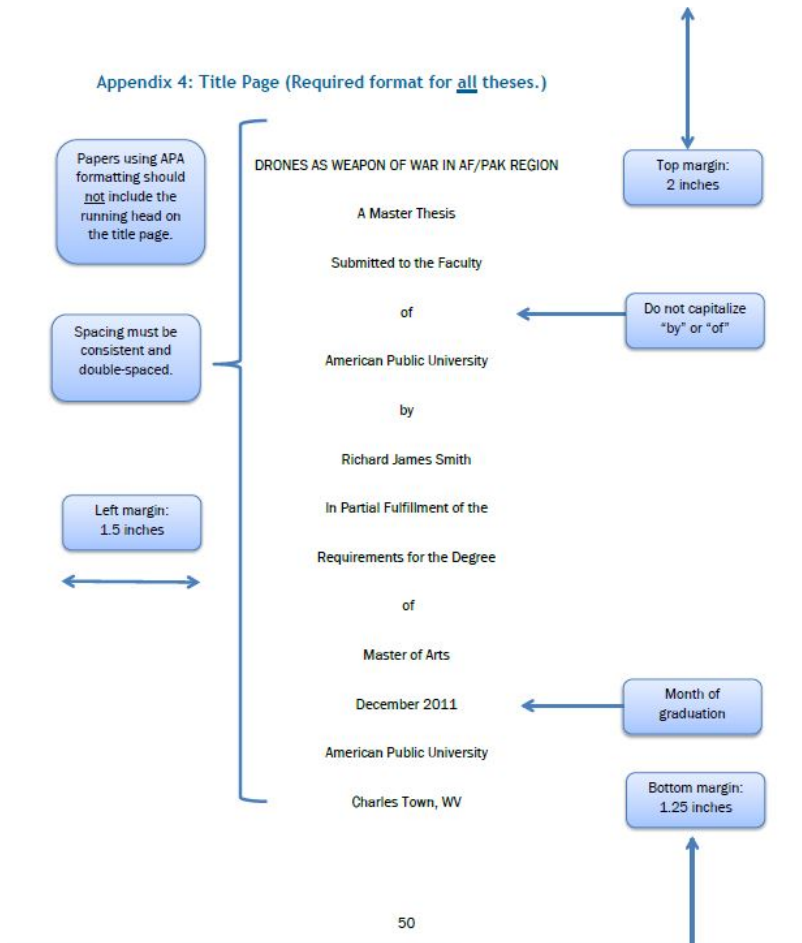 Appendix 4: Title Page (Required format for all theses.)
Papers using APA
formatting should
not include the
running head on
the title page.
DRONES AS WEAPON OF WAR IN AF/PAK REGION
Top margin:
2 inches
A Master Thesis
Submitted to the Faculty
of
Do not capitalize
“by” or “of”
Spacing must be
consistent and
double-spaced.
American Public University
by
Richard James Smith
Left margin:
1.5 inches
In Partial Fulfillment of the
Requirements for the Degree
of
Master of Arts
December 2011
Month of
graduation
American Public University
Charles Town, WV
Bottom margin:
1.25 inches
50